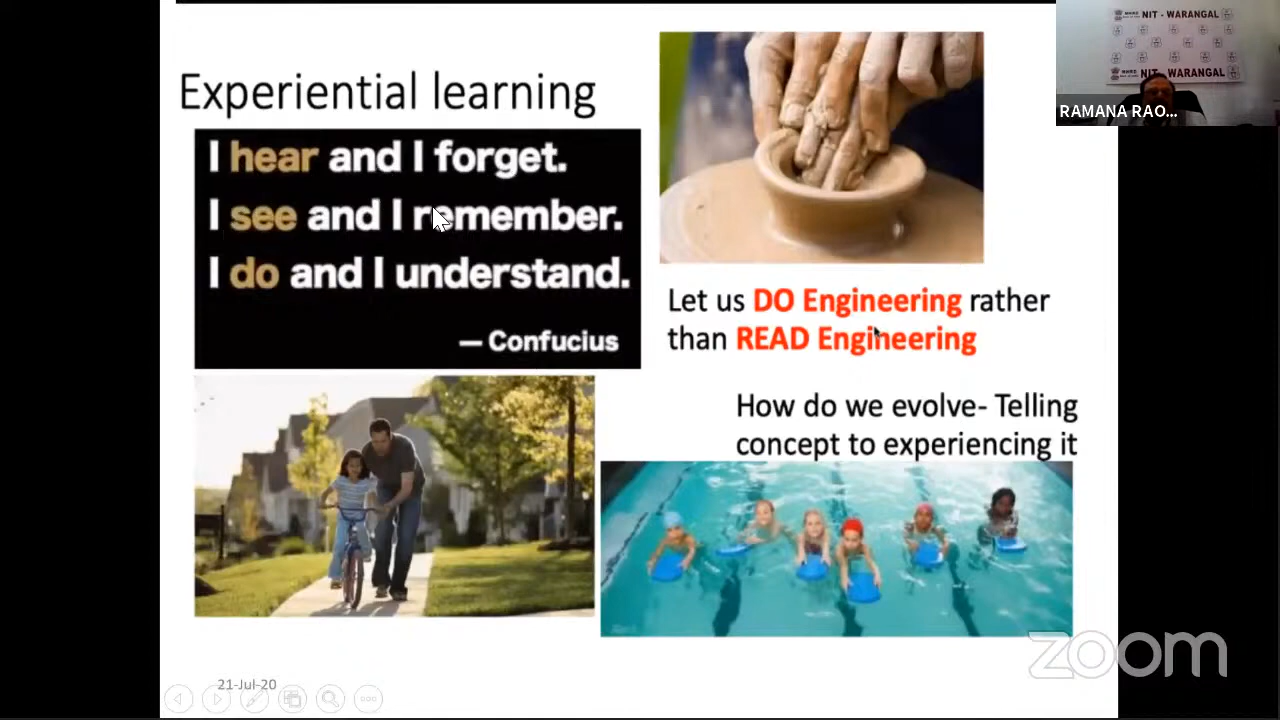 Experiential learning
I hear and I forget.
I see and I remember.
I do and I understand.
— Confucius
Let us DO Engineering rather
than READ Engineering
How do we evolve- Telling
concept to experiencing it
21-Jul-20
NIT - WARANGAL
NIT - WARANGAL
RAMANA RAO...
zoom